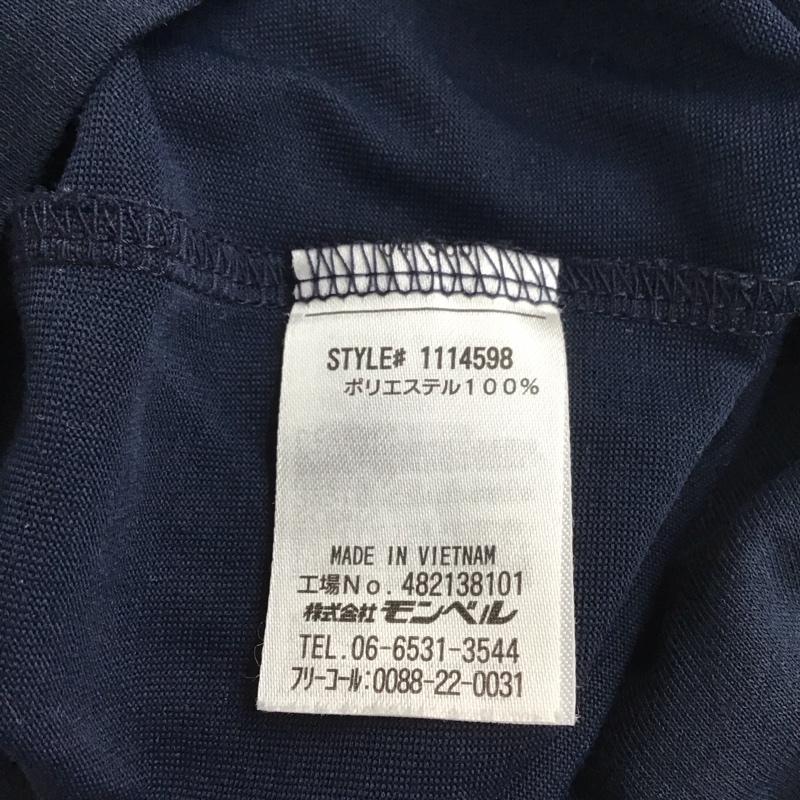 STYLE# 1114598
ポリエステル100%
MADE IN VIETNAM
工場No. 482138101
株式会社 モンベル
TEL.06-6531-3544
フリーコール:0088-22-0031